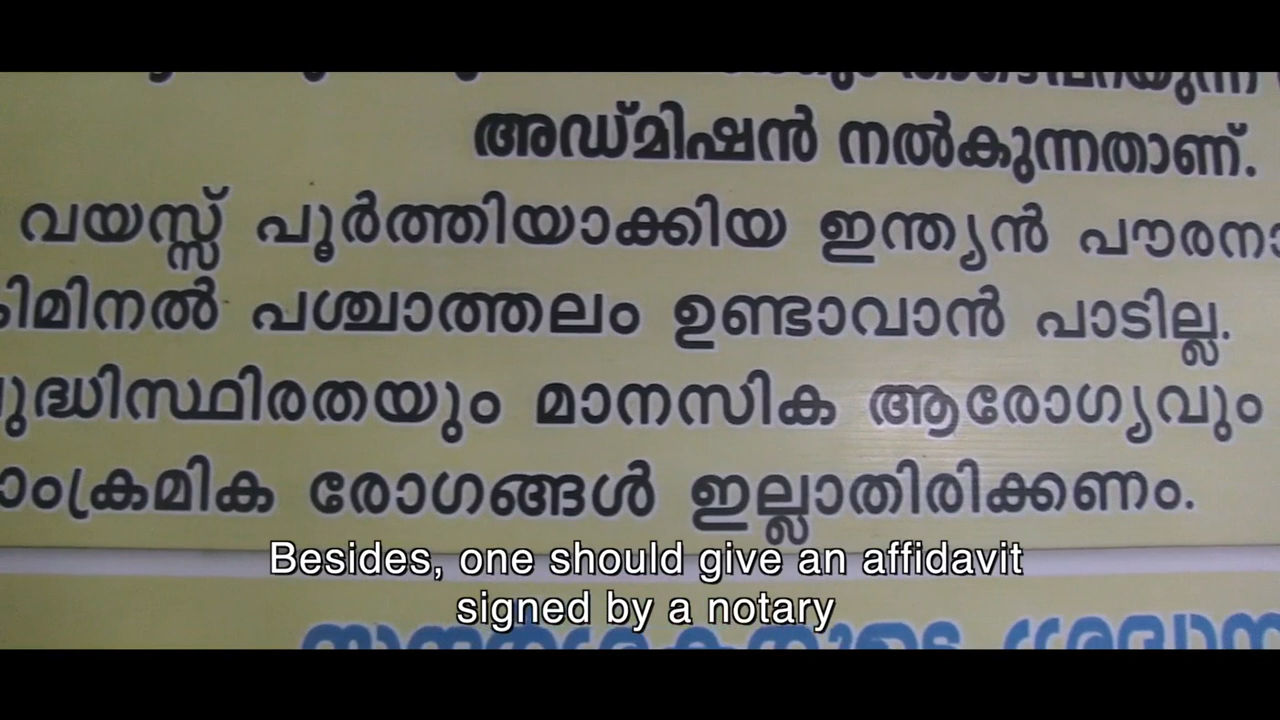 താഴെപറയുന്ന
അഡ്മിഷൻ നൽകുന്നതാണ്.
വയസ്സ് പൂർത്തിയാക്കിയ ഇന്ത്യൻ പൗരനാ
മിനൽ പശ്ചാത്തലം ഉണ്ടാവാൻ പാടില്ല.
ബുദ്ധിസ്ഥിരതയും മാനസിക ആരോഗ്യവും
സാംക്രമിക രോഗങ്ങൾ ഇല്ലാതിരിക്കണം.
Besides, one should give an affidavit
signed by a notary